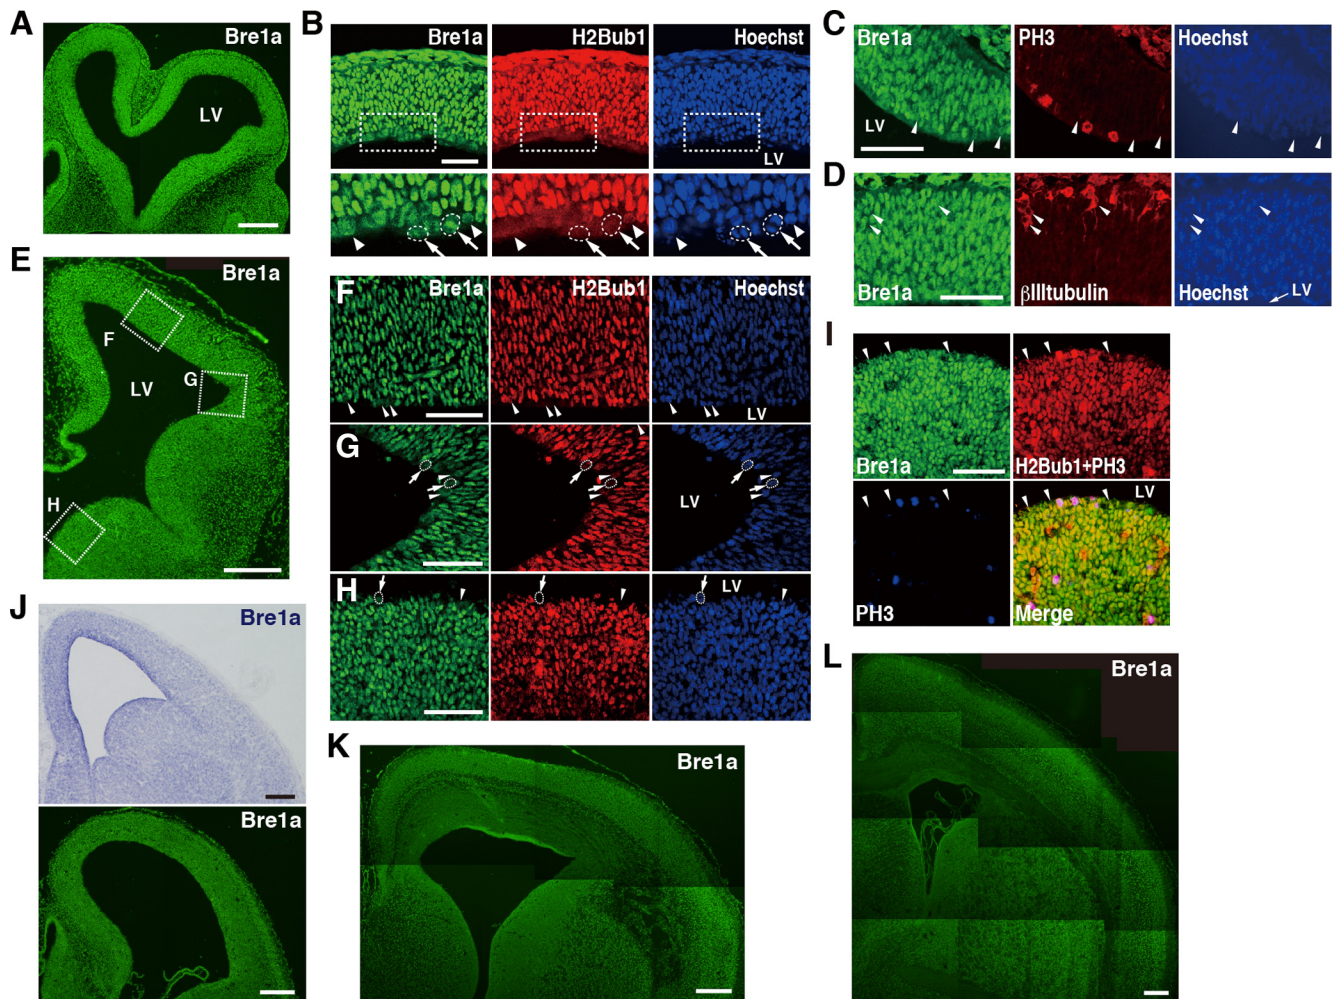 A
Bre1a
LV
B
Bre1a
H2Bub1
Hoechst
LV
C
Bre1a
PH3
Hoechst
LV
D
Bre1a
βIIItubulin
Hoechst
LV
E
Bre1a
F
LV
G
H
F
Bre1a
H2Bub1
Hoechst
LV
G
LV
H
LV
I
Bre1a
H2Bub1+PH3
PH3
LV
Merge
J
Bre1a
Bre1a
K
Bre1a
L
Bre1a